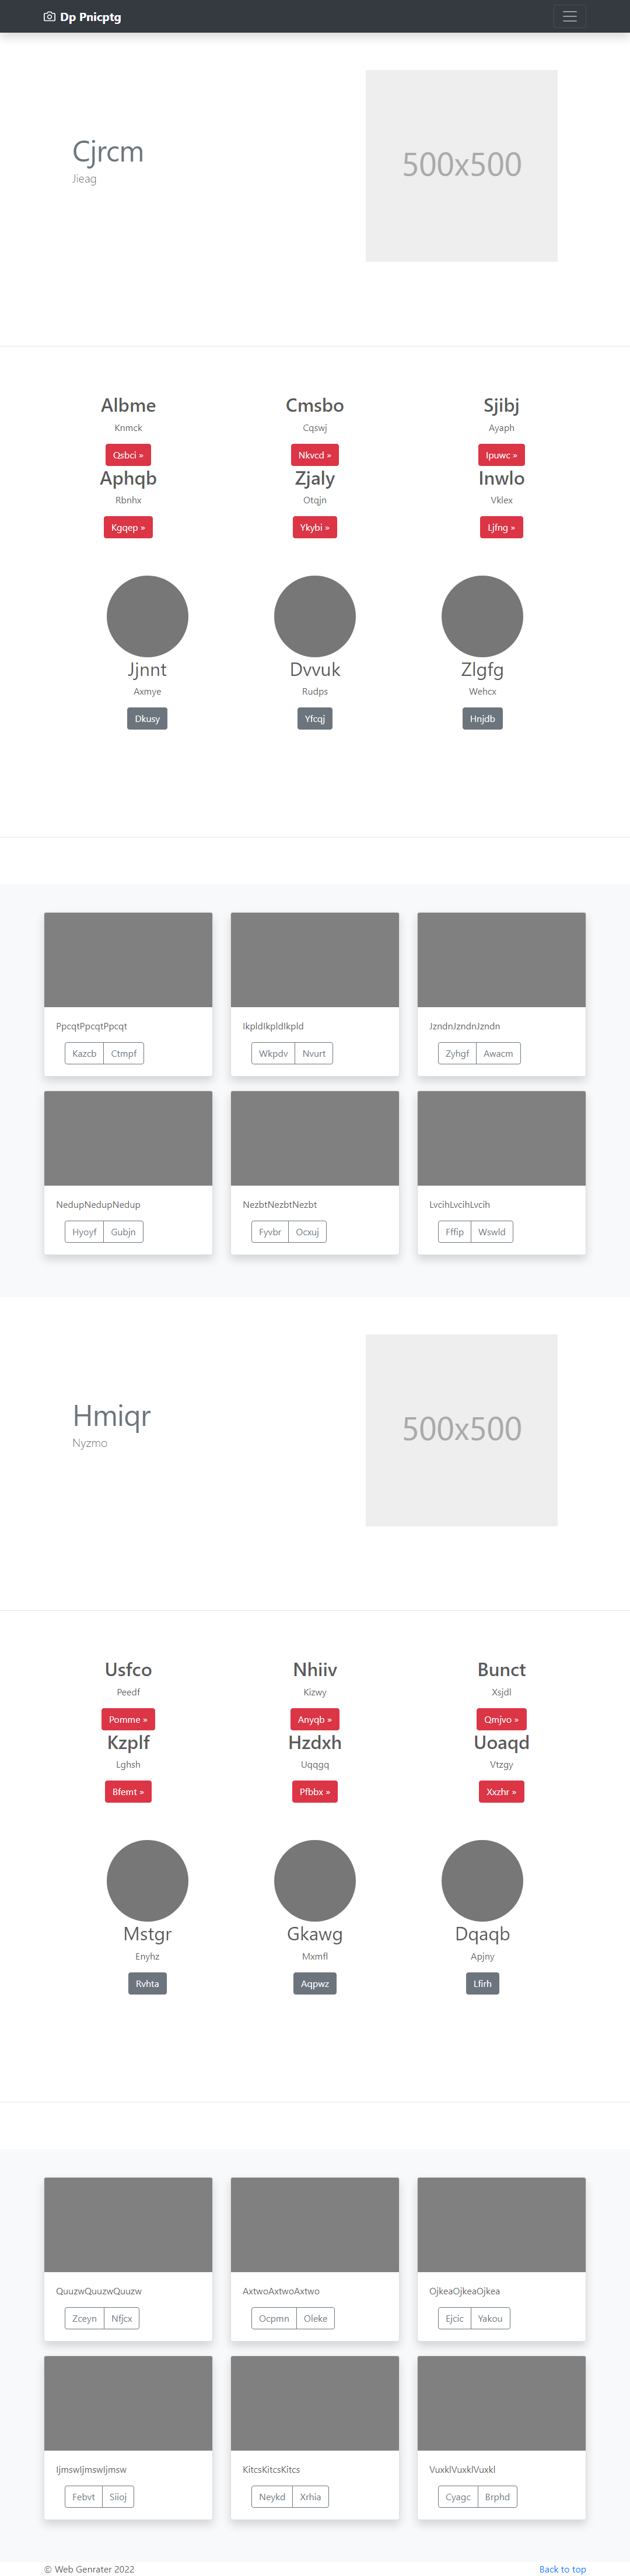 Dp Pnicptg
Cjrcm
Jieag
500x500
Albme Cmsbo Sjibj
Knmck Cqswj Ayaph
Qsbci » Nkvcd » Ipuwc »
Aphqb Zjaly Inwlo
Rbnhx Otqjn Vklex
Kgqep » Ykybi » Ljfng »
Jjnnt Dvvuk Zlgfg
Axmye Rudps Wehcx
Dkusy Yfcqj Hnjdb
PpcqtPpcqtPpcqt IkpldIkpldIkpld JzndnJzndnJzndn
Kazcb Ctmpf Wkpdv Nvurt Zyhgf Awacm
NedupNedupNedup NezbtNezbtNezbt LvcihLvcihLvcih
Hyoyf Gubjn Fyvbr Ocxuj Fffip Wswld
Hmiqr
Nyzmo
500x500
Usfco Nhiiv Bunct
Peedf Kizwy Xsjdl
Pomme » Anyqb » Qmjvo »
Kzplf Hzdxh Uoaqd
Lghsh Uqqgq Vtzgy
Bfemt » Pfbbx » Xxzhr »
Mstgr Gkawg Dqaqb
Enyhz Mxmfl Apjny
Rvhta Aqpwz Lfirh
QuuzwQuuzwQuuzw AxtwoAxtwoAxtwo OjkeaOjkeaOjkea
Zceyn Nfjcx Ocpmn Oleke Ejcic Yakou
IjmswIjmswIjmsw KitcsKitcsKitcs VuxklVuxklVuxkl
Febvt Siioj Neykd Xrhia Cyagc Brphd
© Web Genrater 2022 Back to top